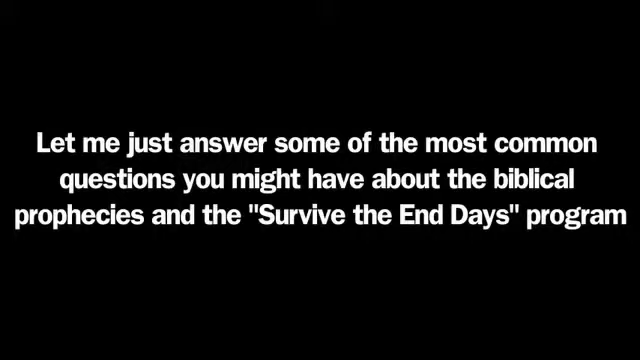 Let me just answer some of the most common
questions you might have about the biblical
prophecies and the "Survive the End Days" program